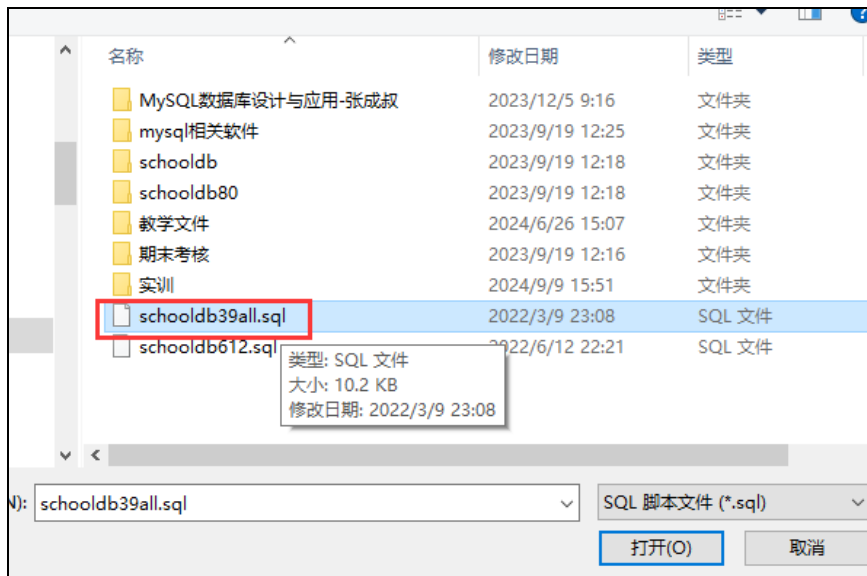 名称 修改日期 类型
MySQL数据库设计与应用-张成叔 2023/12/5 9:16 文件夹
mysql相关软件 2023/9/19 12:25 文件夹
schooldb 2023/9/19 12:18 文件夹
schooldb80 2023/9/19 12:18 文件夹
教学文件 2024/6/26 15:07 文件夹
期末考核 2023/9/19 12:16 文件夹
实训 2024/9/9 15:51 文件夹
schooldb39all.sql 2022/3/9 23:08 SQL 文件
schooldb612.sql 2022/6/12 22:21 SQL 文件
类型: SQL 文件
大小: 10.2 KB
修改日期: 2022/3/9 23:08
N): schooldb39all.sql SQL 脚本文件 (*.sql)
打开(O) 取消